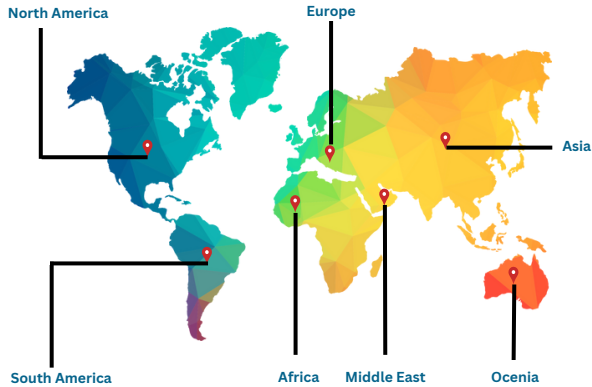 North America
Europe
Asia
South America
Africa
Middle East
Ocenia